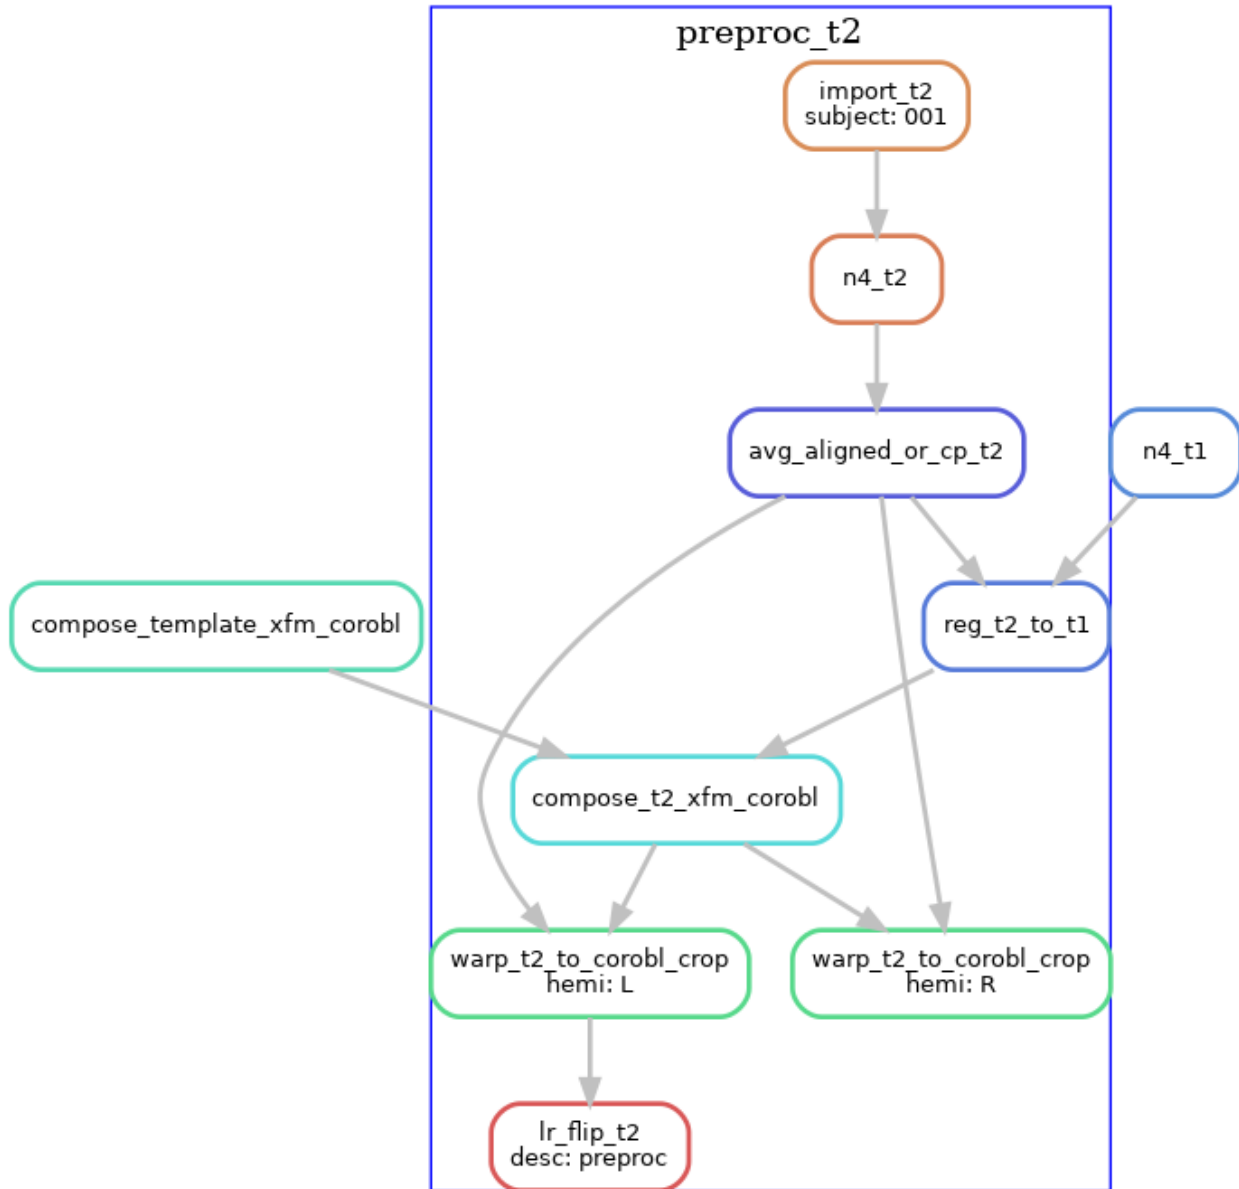 preproc_t2
import_t2
subject: 001
n4_t2
avg_aligned_or_cp_t2
n4_t1
compose_template_xfm_corobl
reg_t2_to_t1
compose_t2_xfm_corobl
warp_t2_to_corobl_crop
hemi: L
warp_t2_to_corobl_crop
hemi: R
lr_flip_t2
desc: preproc